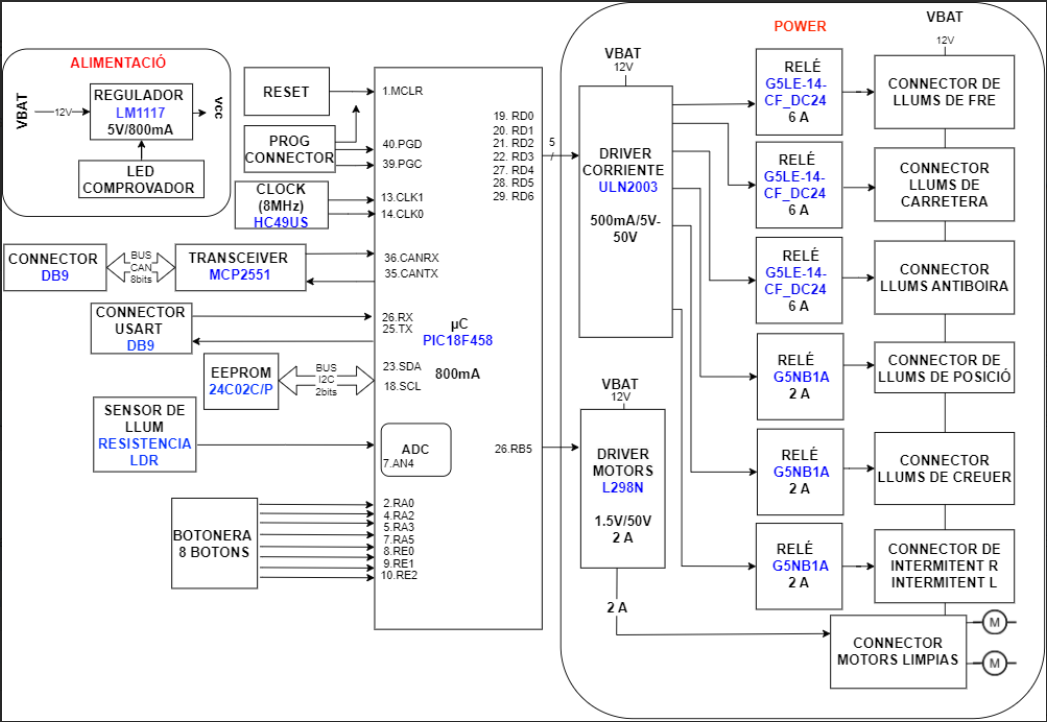 ALIMENTACIÓ
VBAT
12V
REGULADOR
LM1117
5V/800mA
VCC
LED
COMPROVADOR
RESET
PROG
CONNECTOR
CLOCK
(8MHz)
HC49US
CONNECTOR
DB9
BUS
CAN
8bits
TRANSCEIVER
MCP2551
CONNECTOR
USART
DB9
EEPROM
24C02C/P
BUS
I2C
2bits
SENSOR DE
LLUM
RESISTENCIA
LDR
BOTONERA
8 BOTONS
1.MCLR
40.PGD
39.PGC
13.CLK1
14.CLK0
36.CANRX
35.CANTX
26.RX
25.TX
23.SDA
18.SCL
µC
PIC18F458
800mA
ADC
7.AN4
2.RA0
4.RA2
5.RA3
7.RA5
8.RE0
9.RE1
10.RE2
19. RD0
20. RD1
21. RD2
22. RD3
27. RD4
28. RD5
29. RD6
5
26.RB5
POWER
VBAT
12V
DRIVER
CORRIENTE
ULN2003
500mA/5V-
50V
VBAT
12V
DRIVER
MOTORS
L298N
1.5V/50V
2 A
2 A
RELÉ
G5LE-14-
CF_DC24
6 A
RELÉ
G5LE-14-
CF_DC24
6 A
RELÉ
G5LE-14-
CF_DC24
6 A
RELÉ
G5NB1A
2 A
RELÉ
G5NB1A
2 A
RELÉ
G5NB1A
2 A
VBAT
12V
CONNECTOR DE
LLUMS DE FRE
CONNECTOR
LLUMS DE
CARRETERA
CONNECTOR
LLUMS ANTIBOIRA
CONNECTOR DE
LLUMS DE POSICIÓ
CONNECTOR
LLUMS DE CREUER
CONNECTOR DE
INTERMITENT R
INTERMITENT L
CONNECTOR
MOTORS LIMPIAS
M
M